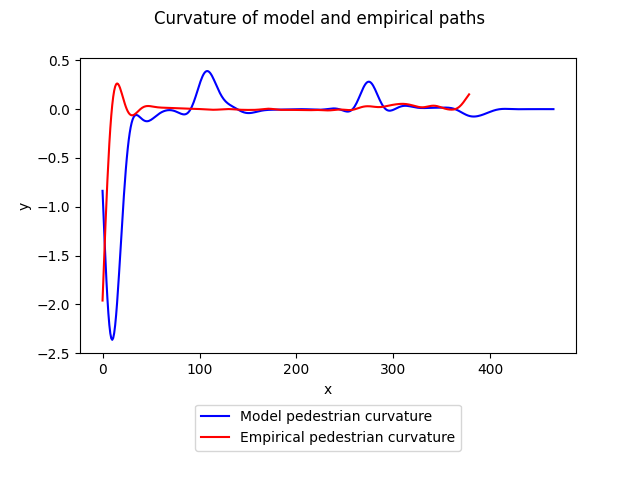 Curvature of model and empirical paths
0.5
0.0
−0.5
−1.0
−1.5
−2.0
−2.5
y
0 100 200 300 400
x
Model pedestrian curvature
Empirical pedestrian curvature